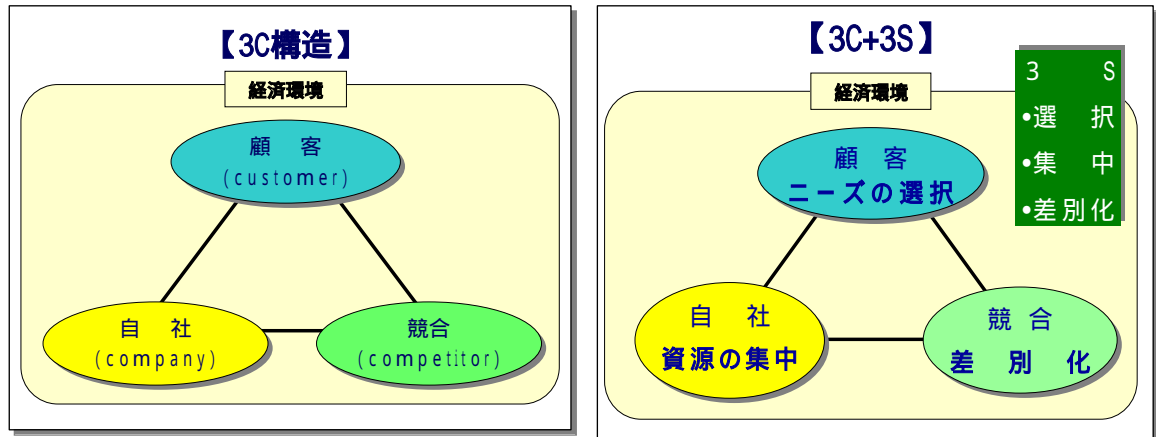 【3C構造】
経済環境
顧 客
(customer)
自 社
(company)
競合
(competitor)
【3C+3S】
経済環境
3 S
•選 択
•集 中
•差別化
顧 客
ニーズの選択
自 社
資源の集中
競 合
差 別 化